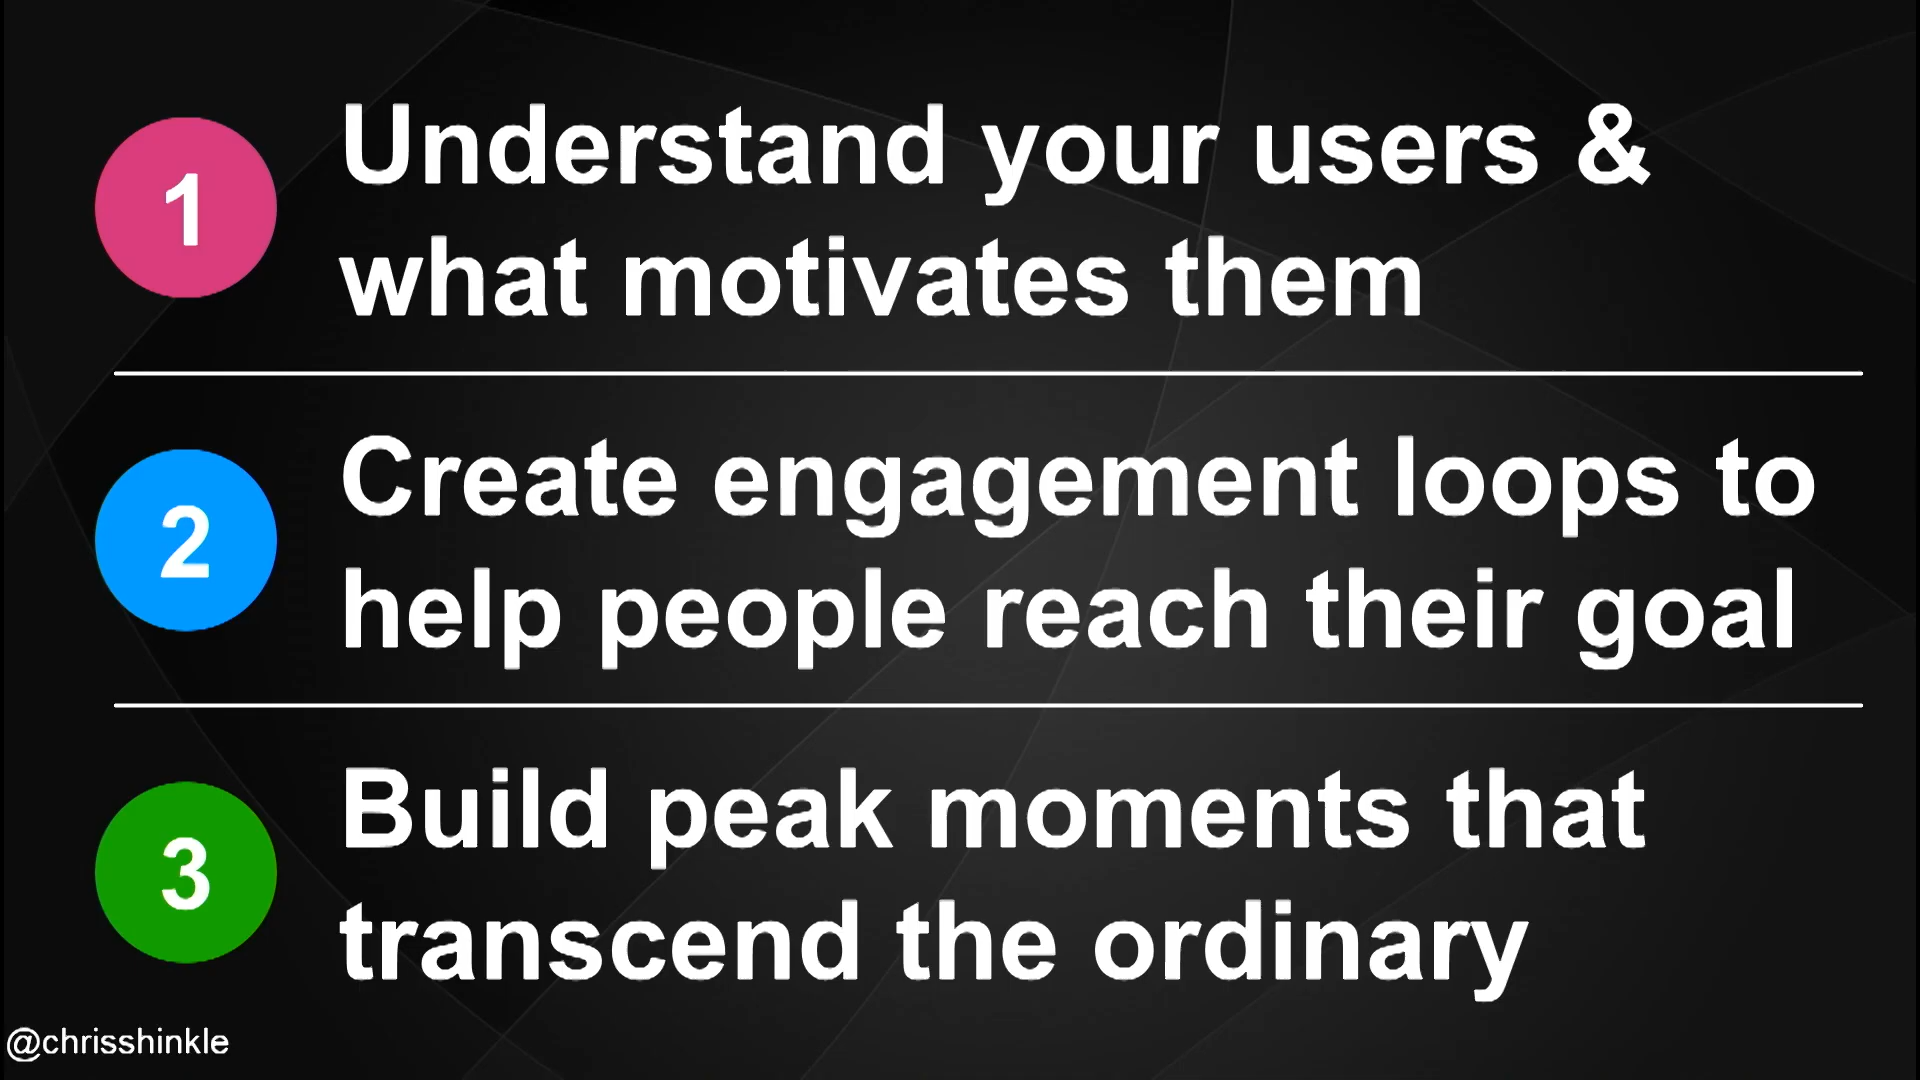 1
Understand your users &
what motivates them
2
Create engagement loops to
help people reach their goal
3
Build peak moments that
transcend the ordinary
@chrisshinkle